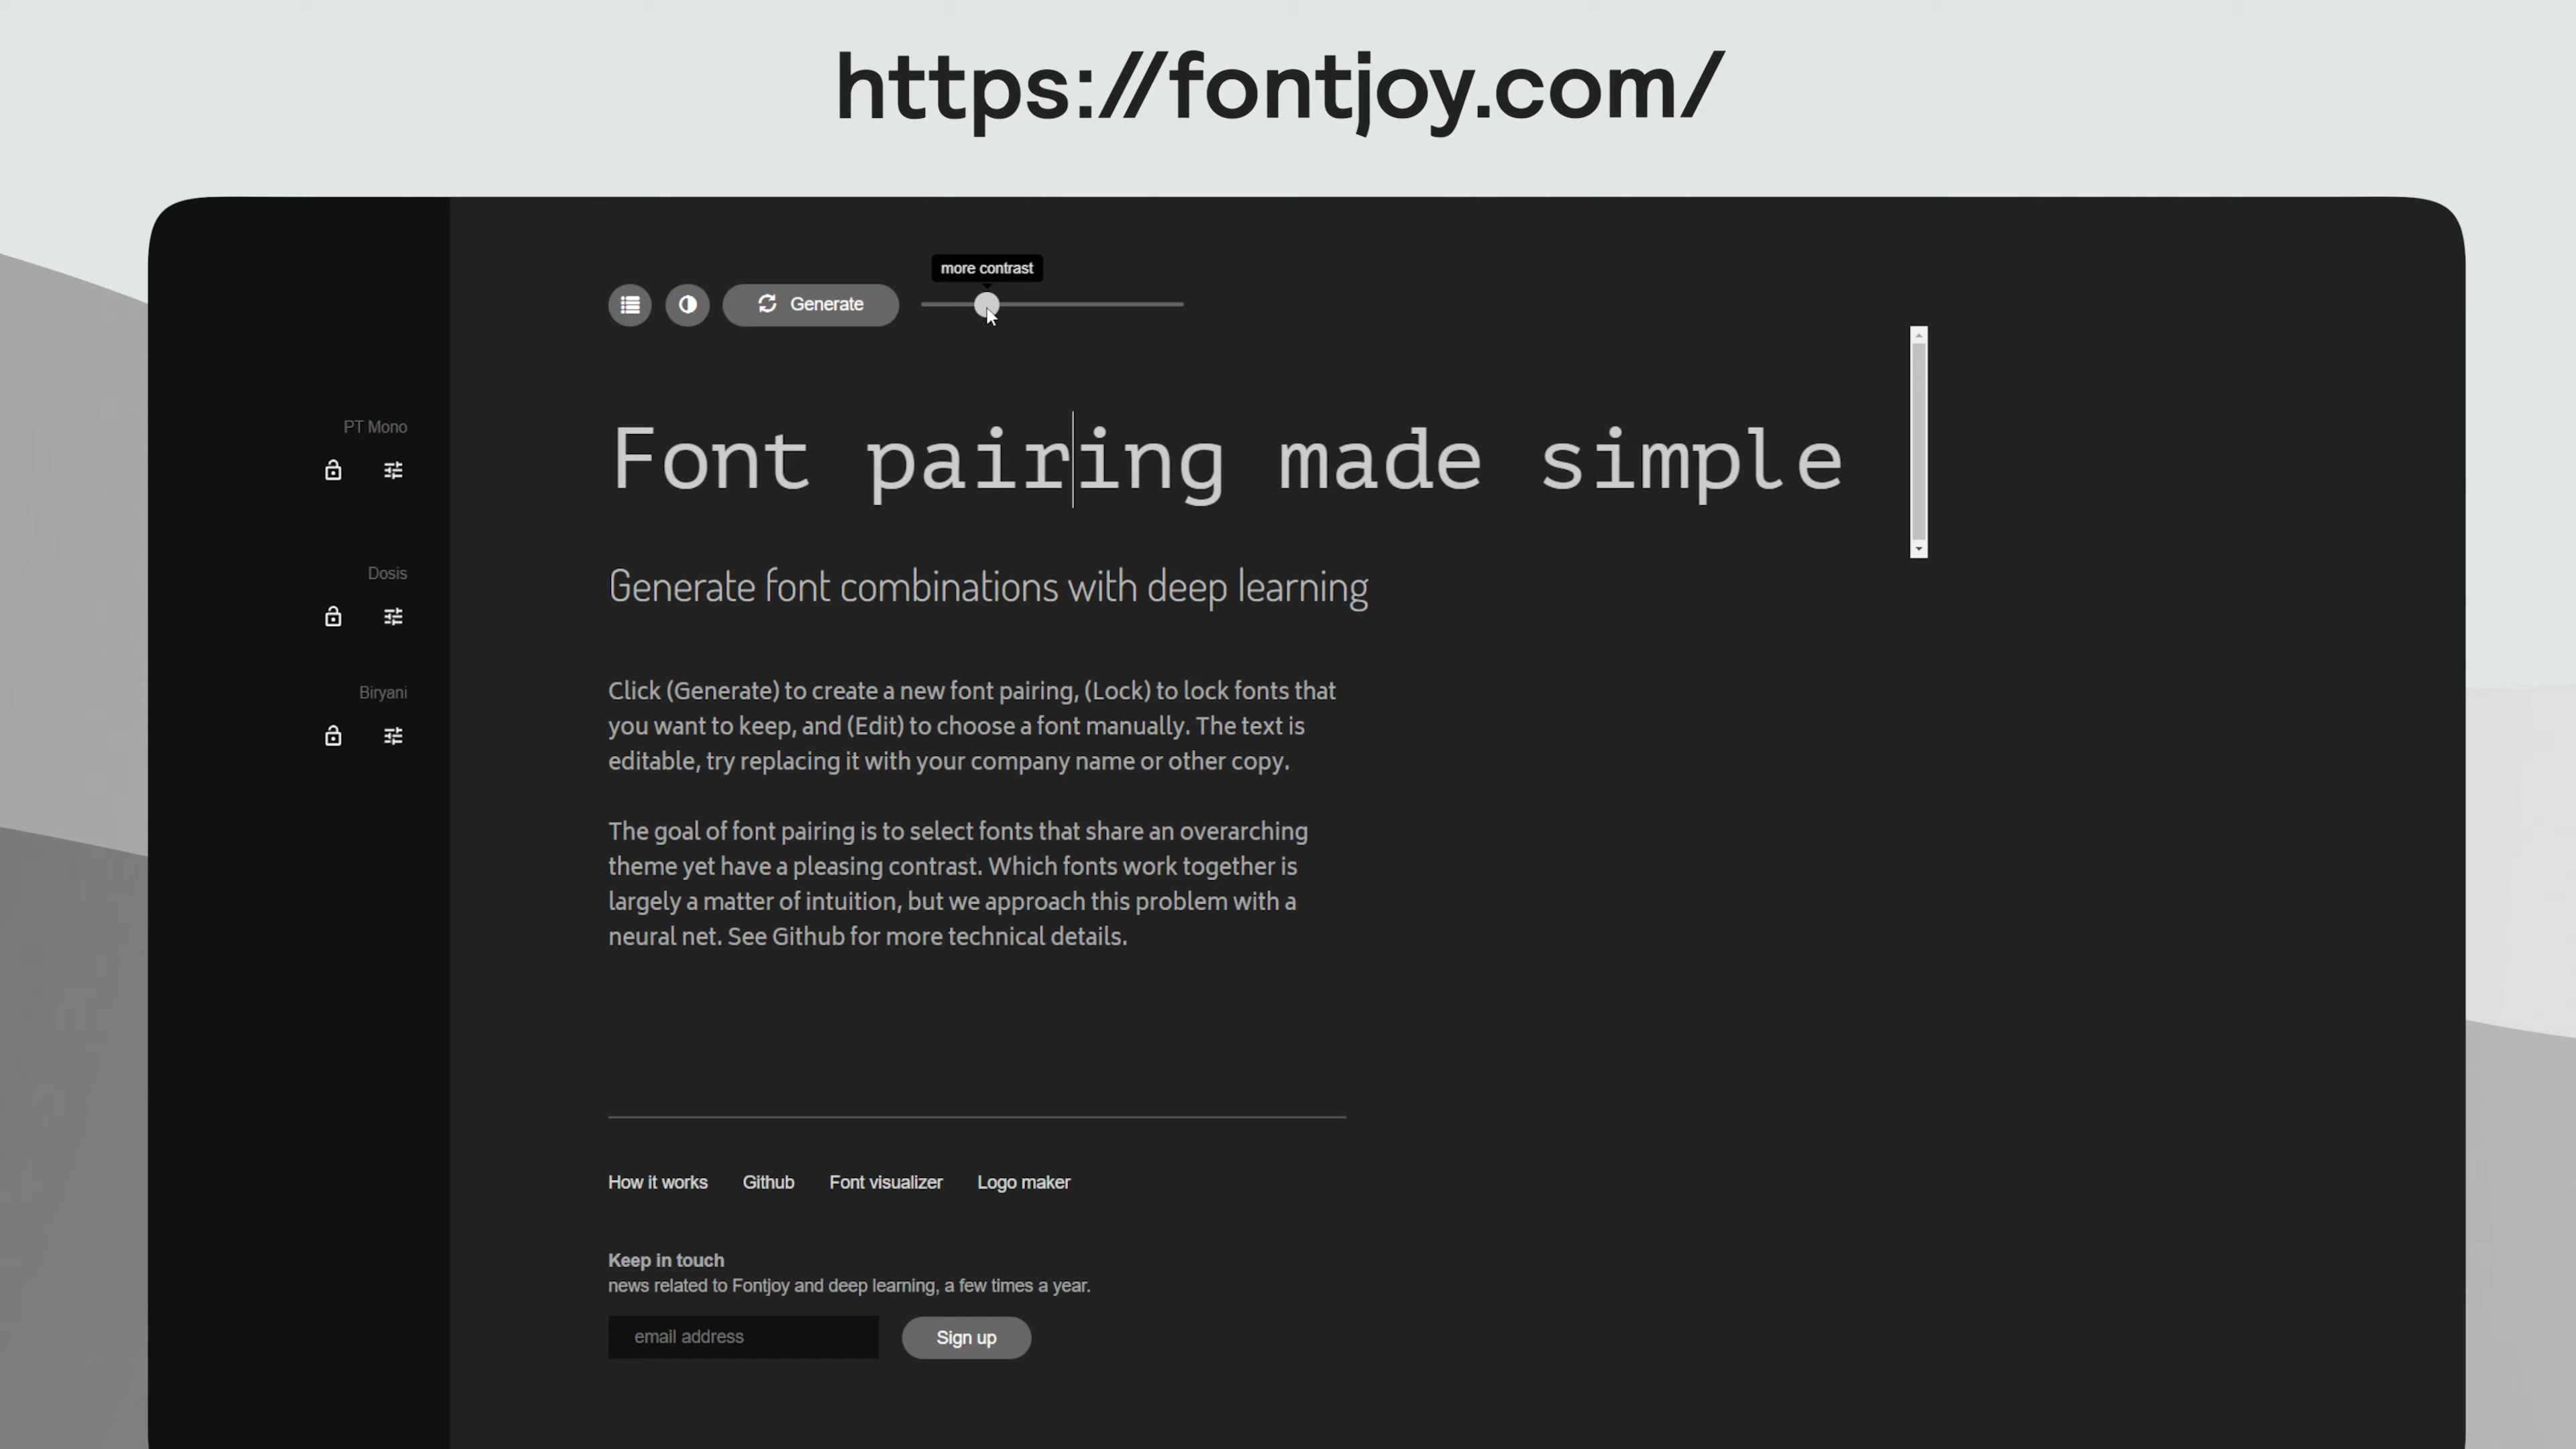 https://fontjoy.com/
more contrast
Generate
PT Mono
Font pairing made simple
Dosis
Generate font combinations with deep learning
Biryani
Click (Generate) to create a new font pairing, (Lock) to lock fonts that
you want to keep, and (Edit) to choose a font manually. The text is
editable, try replacing it with your company name or other copy.
The goal of font pairing is to select fonts that share an overarching
theme yet have a pleasing contrast. Which fonts work together is
largely a matter of intuition, but we approach this problem with a
neural net. See Github for more technical details.
How it works Github Font visualizer Logo maker
Keep in touch
news related to Fontjoy and deep learning, a few times a year.
email address Sign up